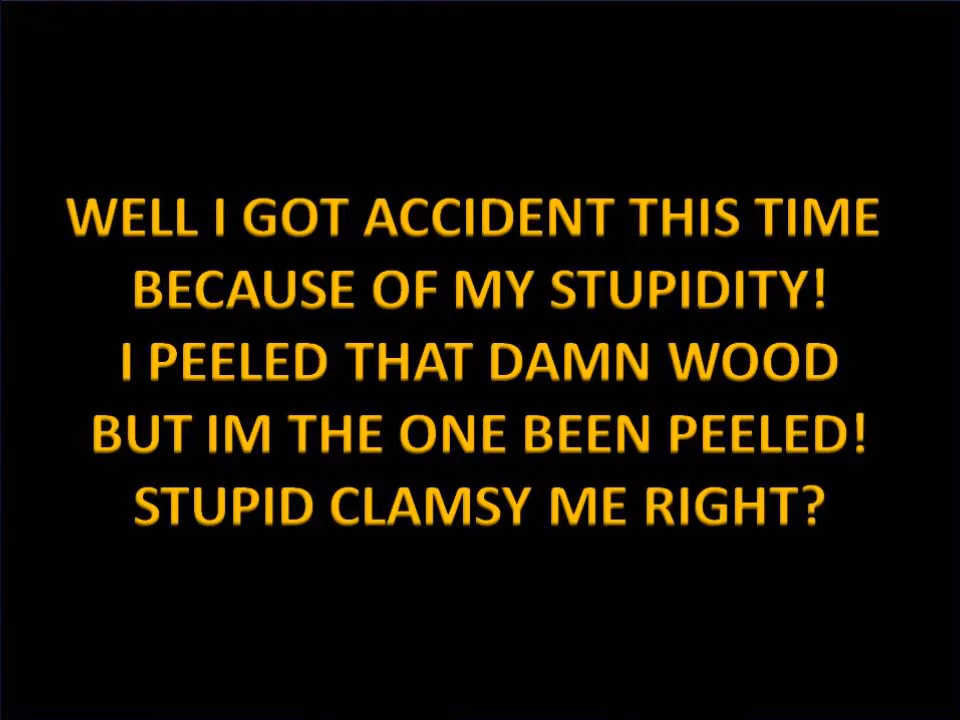 WELL I GOT ACCIDENT THIS TIME
BECAUSE OF MY STUPIDITY!
I PEELED THAT DAMN WOOD
BUT IM THE ONE BEEN PEELED!
STUPID CLAMSY ME RIGHT?